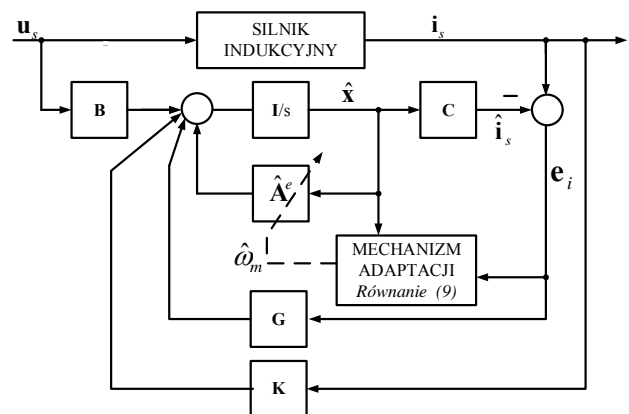 u_s
SILNIK
INDUKCYJNY
i_s
B
I/s
x̂
C
−
î_s
e_i
Â^e
ω̂_m
MECHANIZM
ADAPTACJI
Równanie (9)
G
K